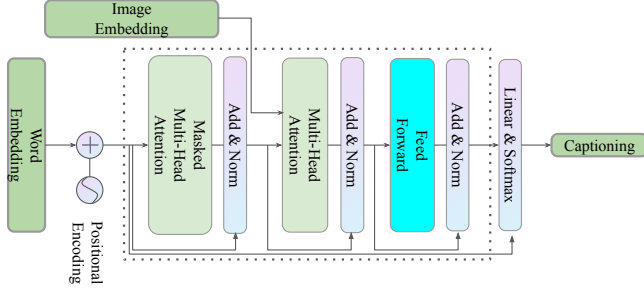 Image
Embedding
Word
Embedding
Positional
Encoding
Masked
Multi-Head
Attention
Add & Norm
Multi-Head
Attention
Add & Norm
Feed
Forward
Add & Norm
Linear & Softmax
Captioning